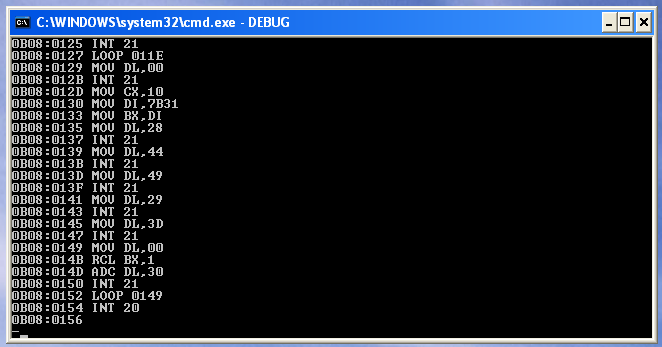 C:\WINDOWS\system32\cmd.exe - DEBUG
0B08:0125 INT 21
0B08:0127 LOOP 011E
0B08:0129 MOV DL,00
0B08:012B INT 21
0B08:012D MOV CX,10
0B08:0130 MOV DI,7B31
0B08:0133 MOV BX,DI
0B08:0135 MOV DL,28
0B08:0137 INT 21
0B08:0139 MOV DL,44
0B08:013B INT 21
0B08:013D MOV DL,49
0B08:013F INT 21
0B08:0141 MOV DL,29
0B08:0143 INT 21
0B08:0145 MOV DL,3D
0B08:0147 INT 21
0B08:0149 MOV DL,00
0B08:014B RCL BX,1
0B08:014D ADC DL,30
0B08:0150 INT 21
0B08:0152 LOOP 0149
0B08:0154 INT 20
0B08:0156
-